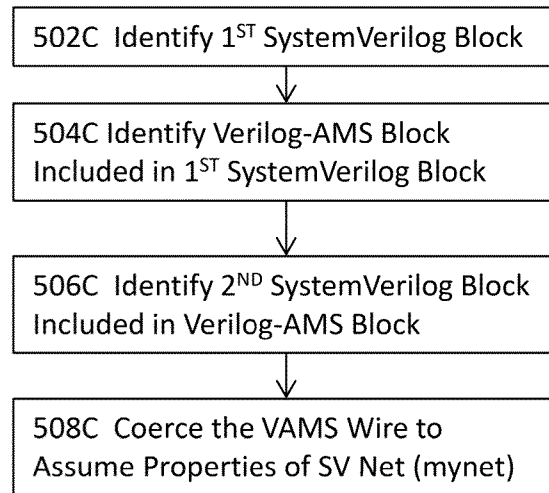 502C Identify 1ST SystemVerilog Block
504C Identify Verilog-AMS Block
Included in 1ST SystemVerilog Block
506C Identify 2ND SystemVerilog Block
Included in Verilog-AMS Block
508C Coerce the VAMS Wire to
Assume Properties of SV Net (mynet)